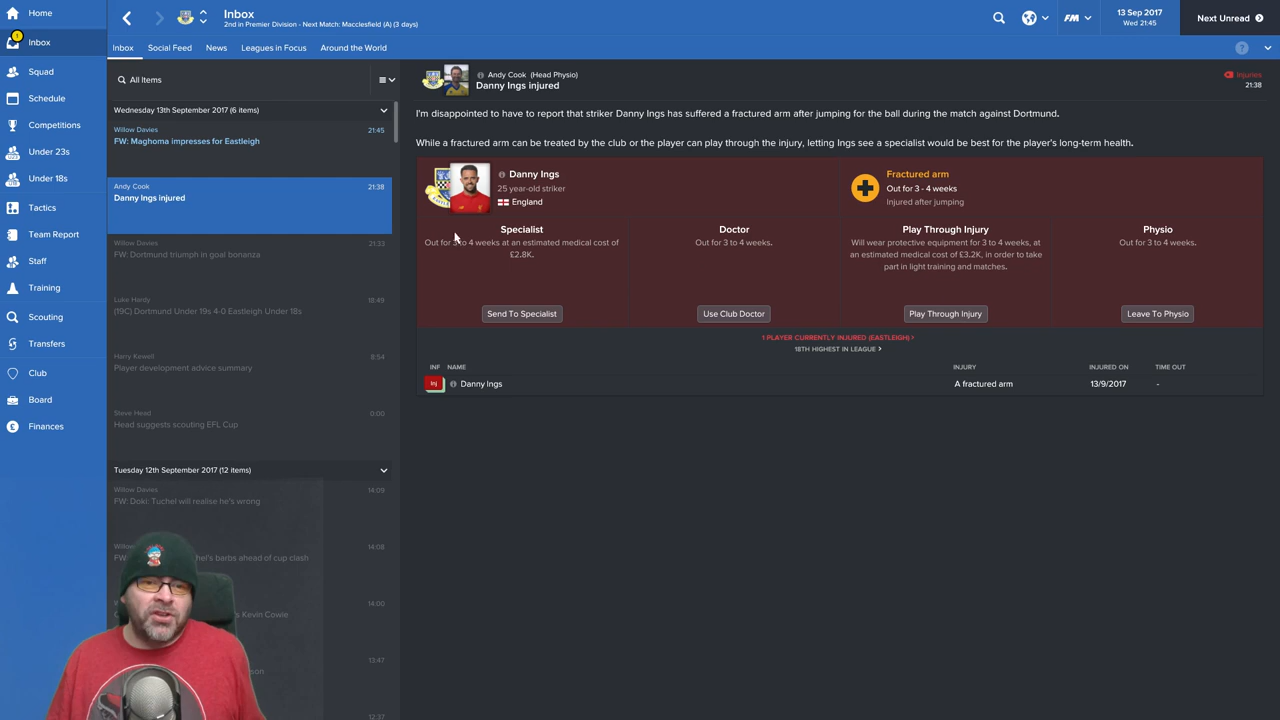 Home
Inbox
2nd in Premier Division - Next Match: Macclesfield (A) (3 days)
FM
13 Sep 2017
Wed 21:45
Next Unread
1
Inbox
Squad
Schedule
Competitions
Under 23s
Under 18s
Tactics
Team Report
Staff
Training
Scouting
Transfers
Club
Board
Finances
Inbox
Social Feed
News
Leagues in Focus
Around the World
All Items
Wednesday 13th September 2017 (6 items)
Willow Davies 21:45
FW: Maghoma impresses for Eastleigh
Andy Cook 21:38
Danny Ings injured
Willow Davies 21:33
FW: Dortmund triumph in goal bonanza
Luke Hardy 18:49
(19C) Dortmund Under 19s 4-0 Eastleigh Under 18s
Harry Kewell 8:54
Player development advice summary
Steve Head 0:00
Head suggests scouting EFL Cup
Tuesday 12th September 2017 (12 items)
Willow Davies 14:09
FW: Doki: Tuchel will realise he's wrong
14:08
barbs ahead of cup clash
14:00
Kevin Cowie
13:47
12:37
Andy Cook (Head Physio)
Danny Ings injured
Injuries
21:38
I'm disappointed to have to report that striker Danny Ings has suffered a fractured arm after jumping for the ball during the match against Dortmund.
While a fractured arm can be treated by the club or the player can play through the injury, letting Ings see a specialist would be best for the player's long-term health.
Danny Ings
25 year-old striker
England
Fractured arm
Out for 3 - 4 weeks
Injured after jumping
Specialist
Out for 3 to 4 weeks at an estimated medical cost of
£2.8K.
Send To Specialist
Doctor
Out for 3 to 4 weeks.
Use Club Doctor
Play Through Injury
Will wear protective equipment for 3 to 4 weeks, at
an estimated medical cost of £3.2K, in order to take
part in light training and matches.
Play Through Injury
Physio
Out for 3 to 4 weeks.
Leave To Physio
1 PLAYER CURRENTLY INJURED (EASTLEIGH) >
18TH HIGHEST IN LEAGUE >
INF NAME INJURY INJURED ON TIME OUT
Inj Danny Ings A fractured arm 13/9/2017 -